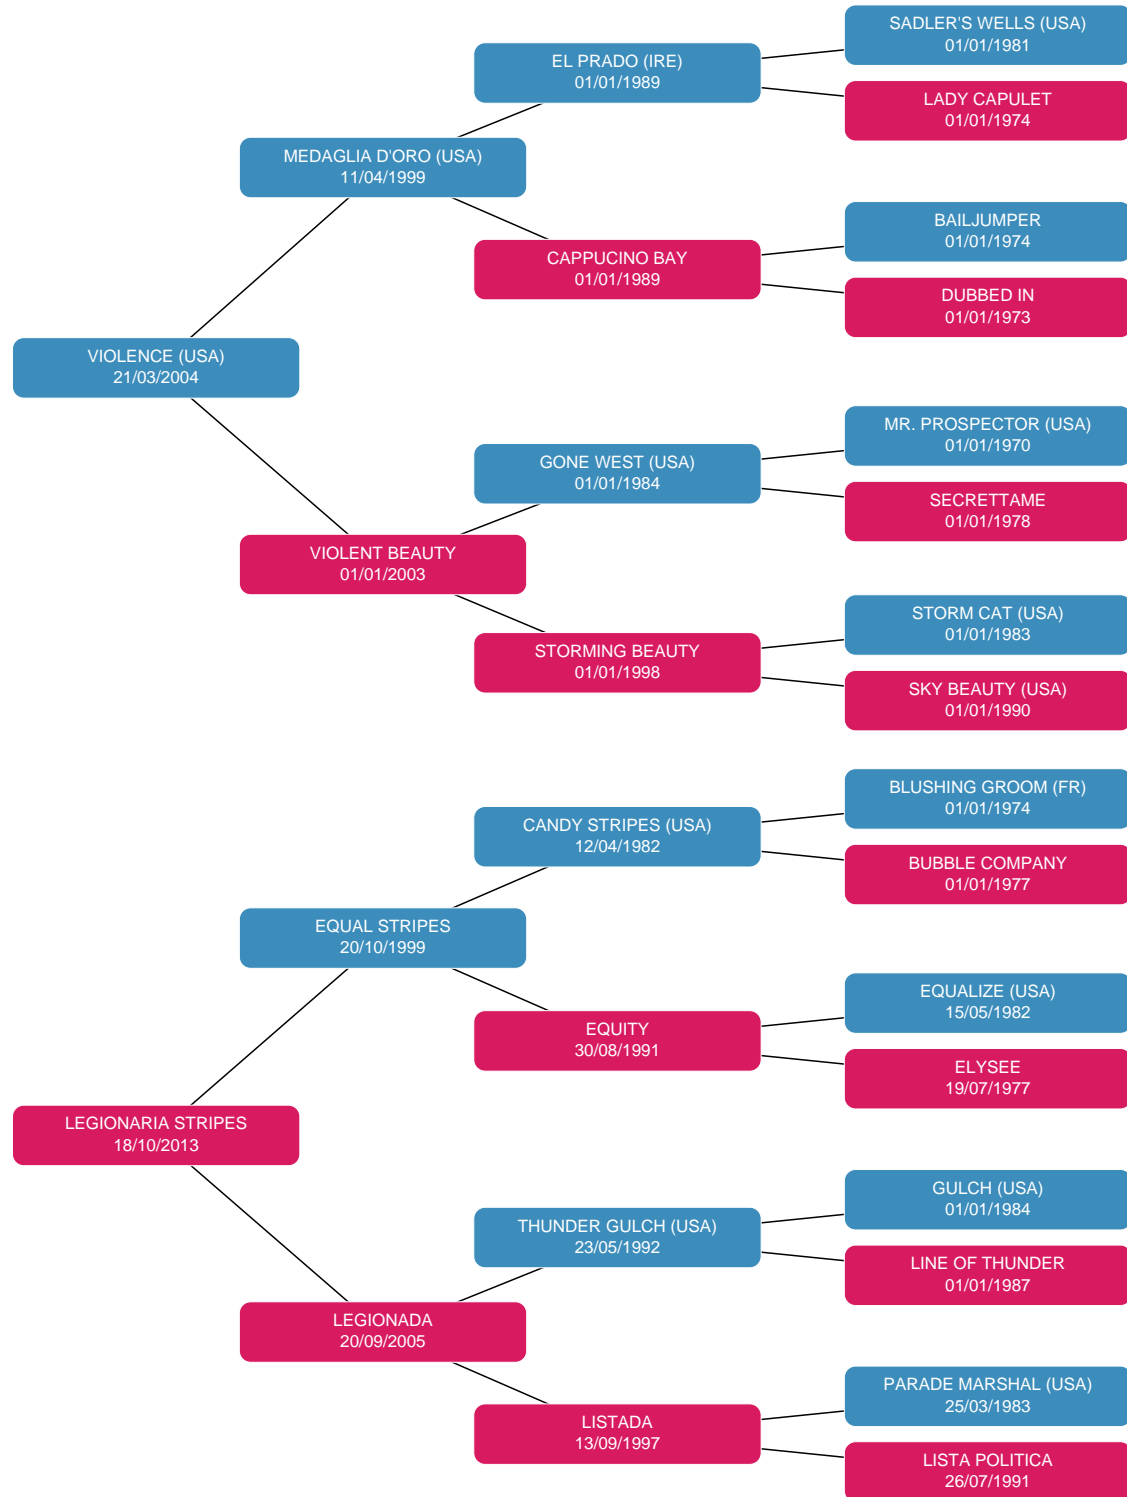 SADLER'S WELLS (USA)
01/01/1981
EL PRADO (IRE)
01/01/1989
LADY CAPULET
01/01/1974
MEDAGLIA D'ORO (USA)
11/04/1999
BAILJUMPER
01/01/1974
CAPPUCINO BAY
01/01/1989
DUBBED IN
01/01/1973
VIOLENCE (USA)
21/03/2004
MR. PROSPECTOR (USA)
01/01/1970
GONE WEST (USA)
01/01/1984
SECRETTAME
01/01/1978
VIOLENT BEAUTY
01/01/2003
STORM CAT (USA)
01/01/1983
STORMING BEAUTY
01/01/1998
SKY BEAUTY (USA)
01/01/1990
BLUSHING GROOM (FR)
01/01/1974
CANDY STRIPES (USA)
12/04/1982
BUBBLE COMPANY
01/01/1977
EQUAL STRIPES
20/10/1999
EQUALIZE (USA)
15/05/1982
EQUITY
30/08/1991
ELYSEE
19/07/1977
LEGIONARIA STRIPES
18/10/2013
GULCH (USA)
01/01/1984
THUNDER GULCH (USA)
23/05/1992
LINE OF THUNDER
01/01/1987
LEGIONADA
20/09/2005
PARADE MARSHAL (USA)
25/03/1983
LISTADA
13/09/1997
LISTA POLITICA
26/07/1991